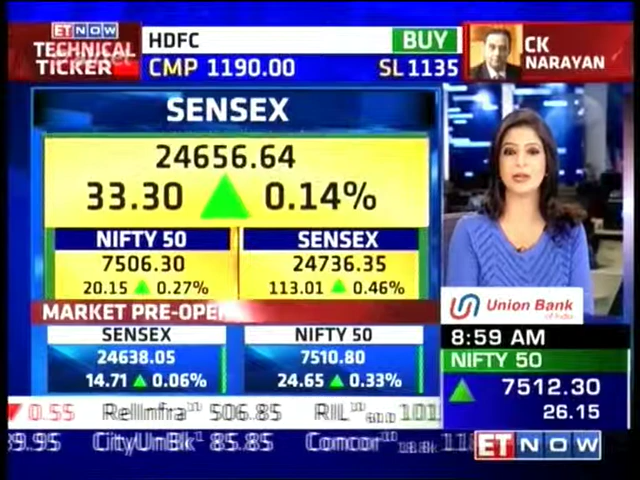 ET NOW
TECHNICAL
TICKER
HDFC BUY
CMP 1190.00 SL 1135
CK
NARAYAN
SENSEX
24656.64
33.30 0.14%
NIFTY 50
7506.30
20.15 0.27%
SENSEX
24736.35
113.01 0.46%
MARKET PRE-OPE
SENSEX
24638.05
14.71 0.06%
NIFTY 50
7510.80
24.65 0.33%
Union Bank
of India
8:59 AM
NIFTY 50
7512.30
26.15
0.55 RelInfra 506.85 RIL
39.95 CityUnBk 85.85 Concor
ET NOW